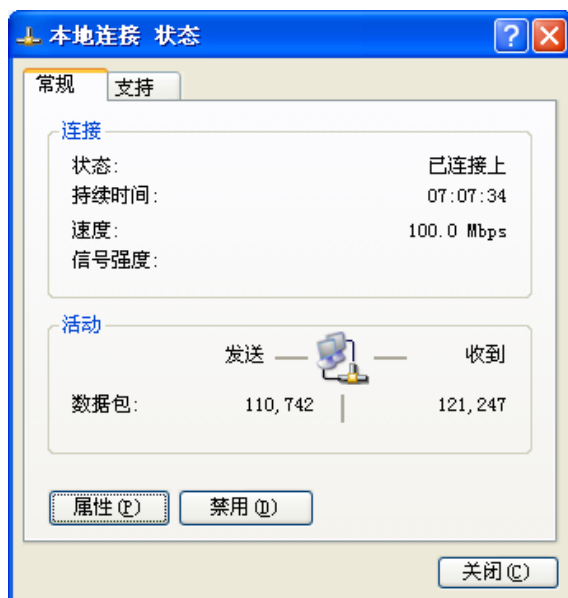 本地连接 状态
常规 支持
连接
状态: 已连接上
持续时间: 07:07:34
速度: 100.0 Mbps
信号强度:
活动
发送 收到
数据包: 110,742 121,247
属性(P) 禁用(D)
关闭(C)